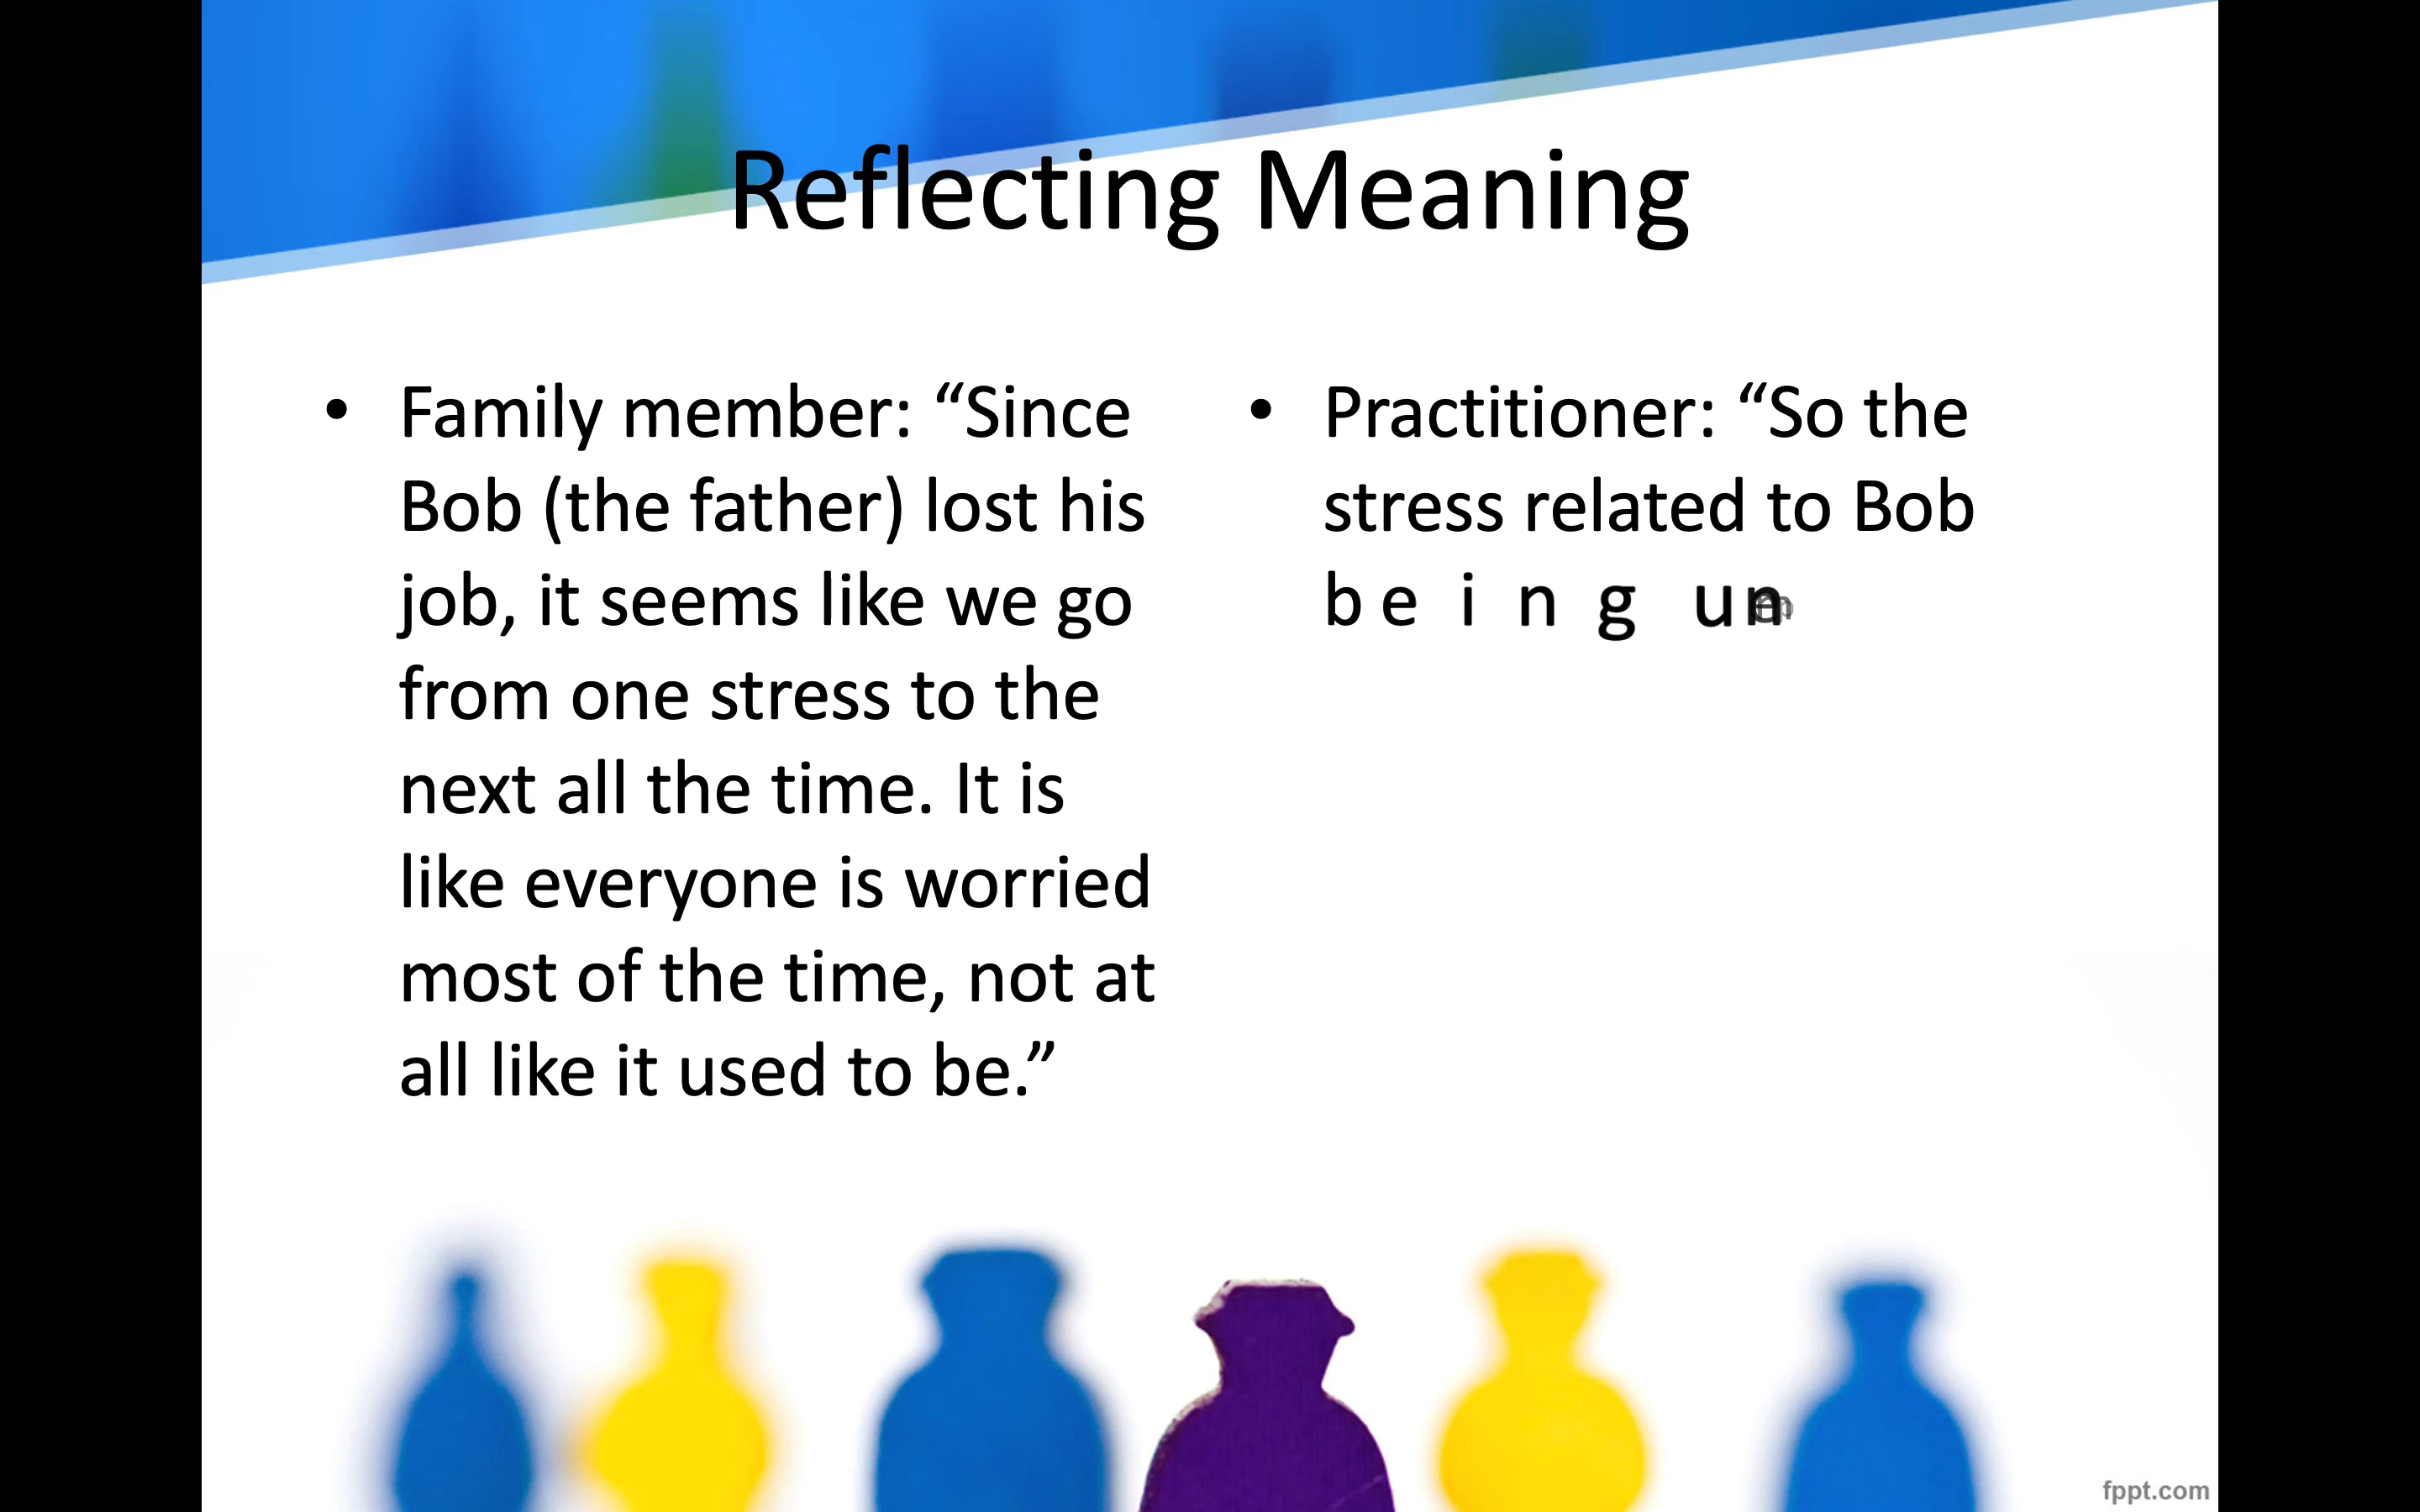 Reflecting Meaning
• Family member: “Since
Bob (the father) lost his
job, it seems like we go
from one stress to the
next all the time. It is
like everyone is worried
most of the time, not at
all like it used to be.”
• Practitioner: “So the
stress related to Bob
being un
fppt.com